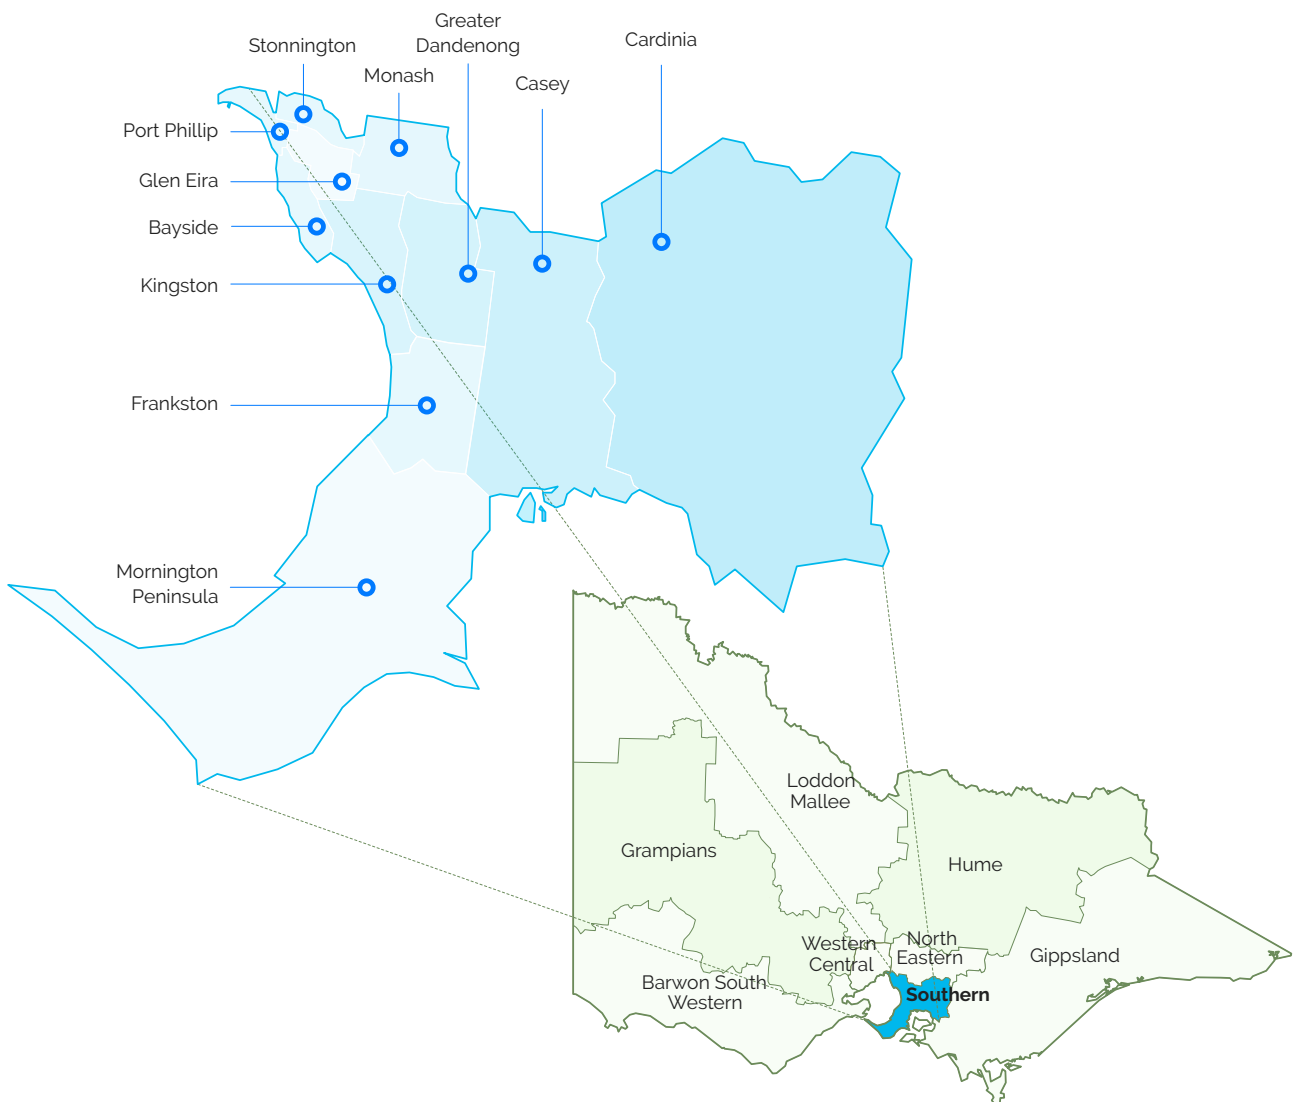 Greater
Dandenong
Stonnington
Cardinia
Monash
Casey
Port Phillip
Glen Eira
Bayside
Kingston
Frankston
Mornington
Peninsula
Loddon
Mallee
Grampians
Hume
Western
Central
North
Eastern
Gippsland
Barwon South
Western
Southern